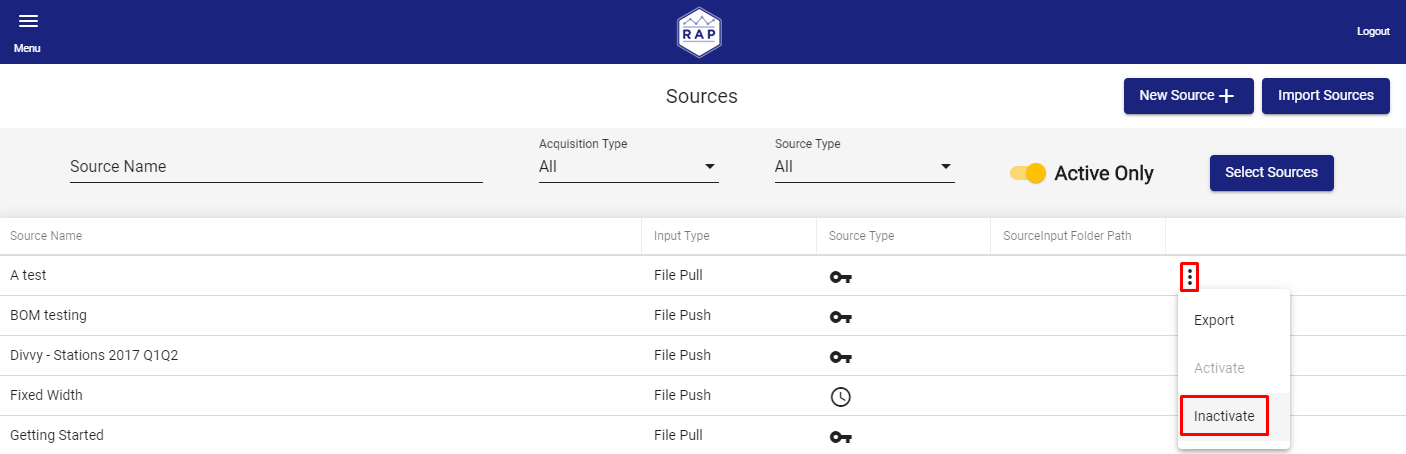 Menu
RAP
Logout
Sources
New Source
Import Sources
Source Name
Acquisition Type
All
Source Type
All
Active Only
Select Sources
Source Name Input Type Source Type SourceInput Folder Path
A test File Pull
BOM testing File Push
Export
Divvy - Stations 2017 Q1Q2 File Push
Activate
Fixed Width File Push
Inactivate
Getting Started File Pull